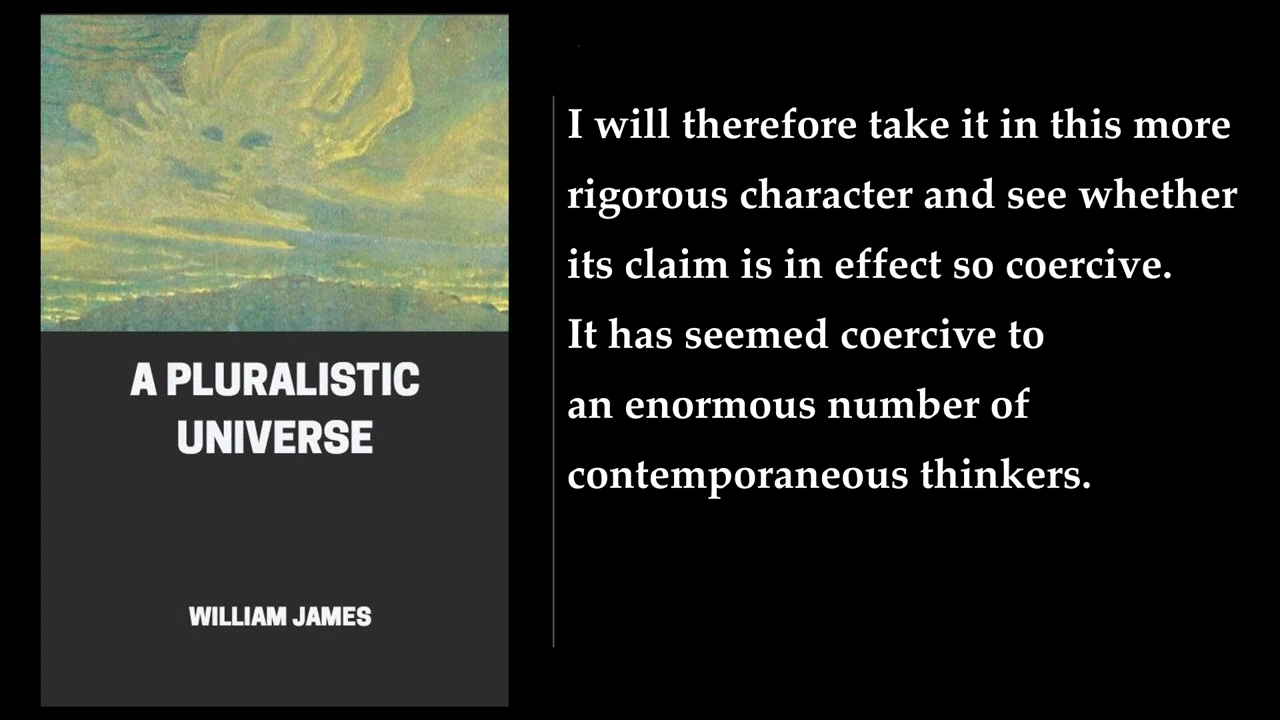 A PLURALISTIC
UNIVERSE
WILLIAM JAMES
I will therefore take it in this more
rigorous character and see whether
its claim is in effect so coercive.
It has seemed coercive to
an enormous number of
contemporaneous thinkers.